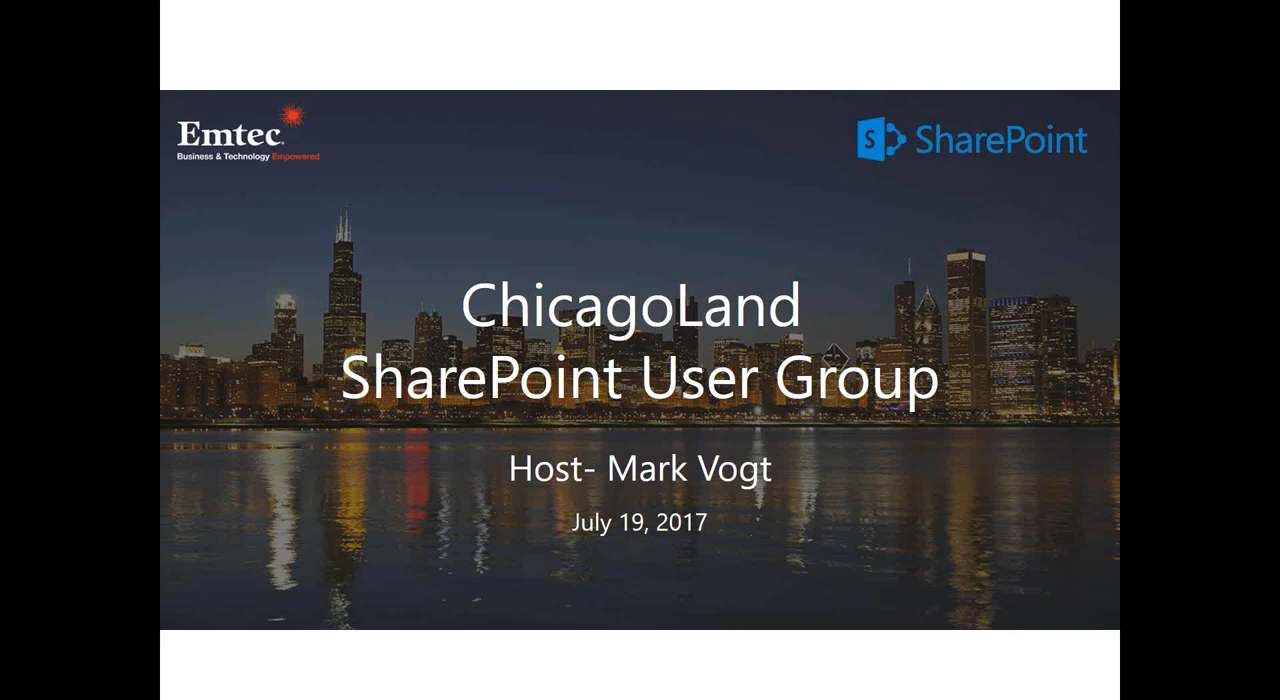 Emtec
Business & Technology Empowered
S
SharePoint
ChicagoLand
SharePoint User Group
Host- Mark Vogt
July 19, 2017